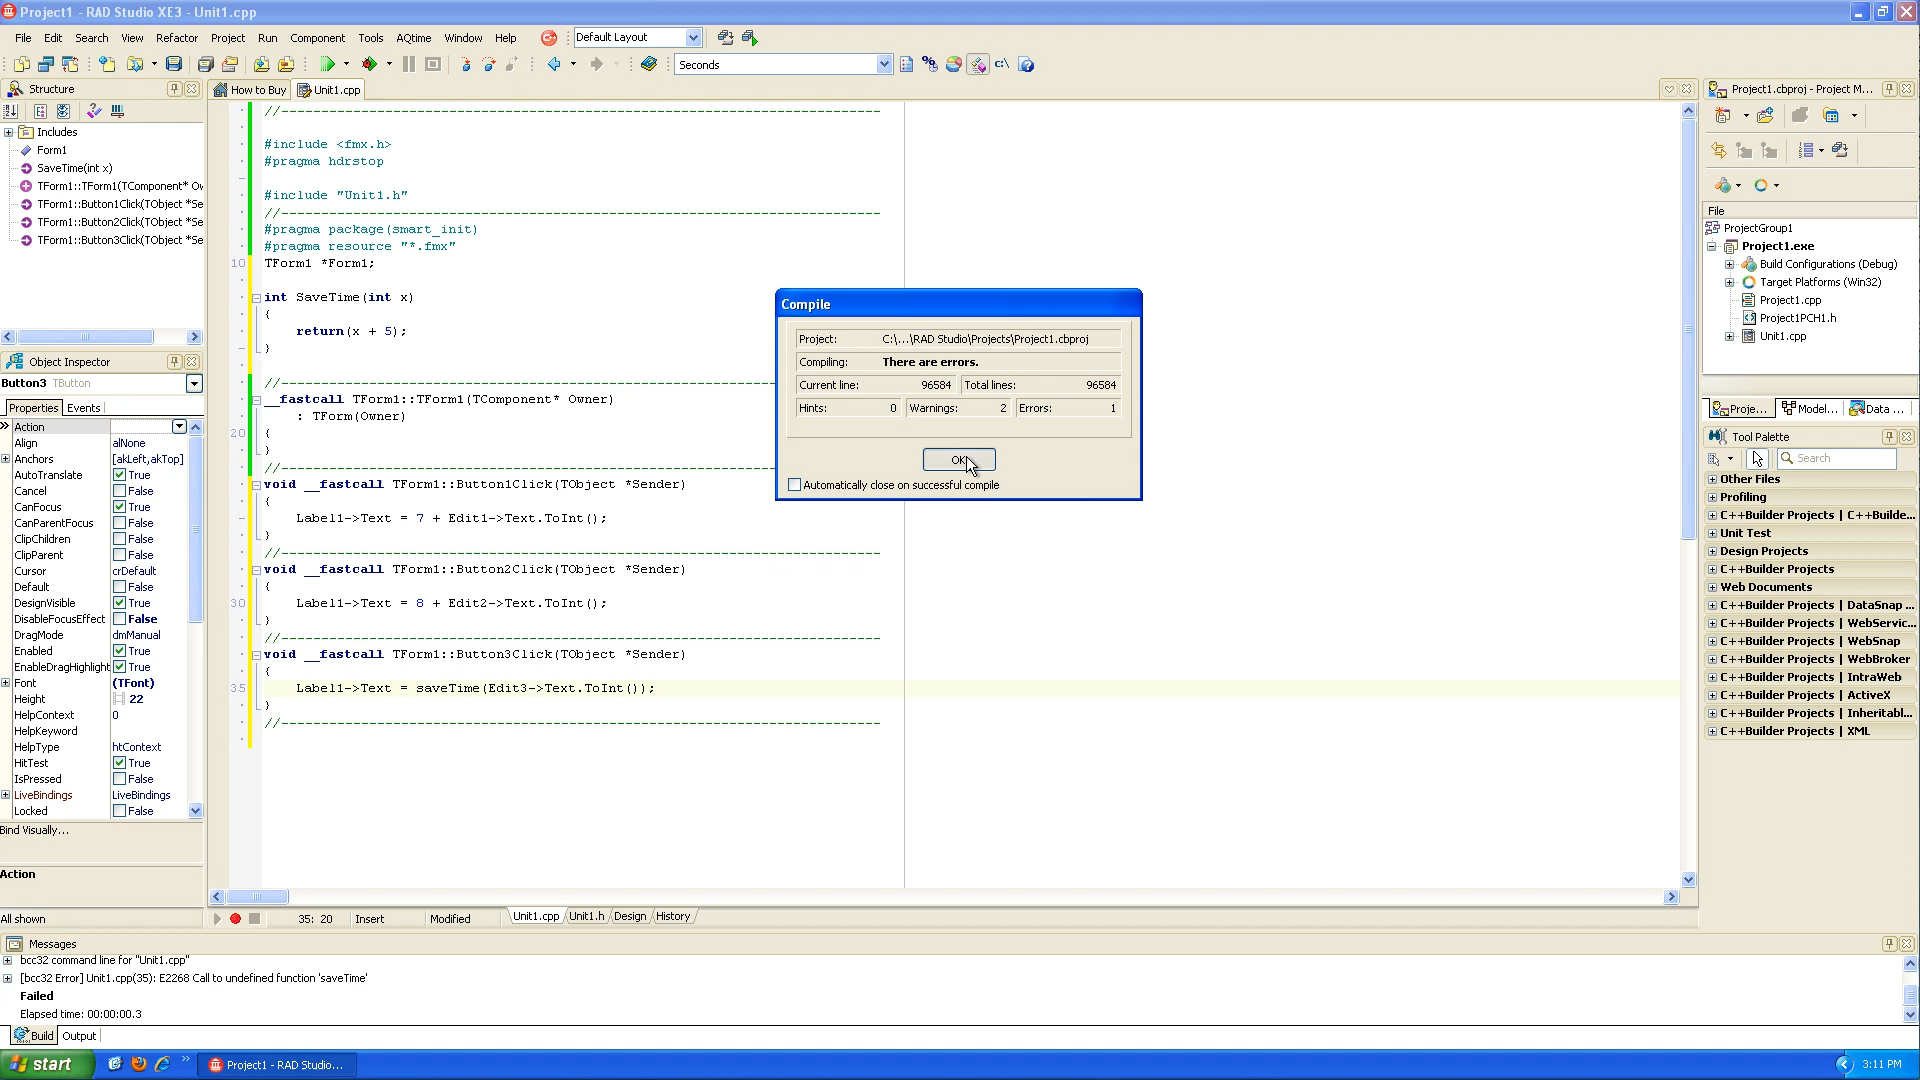 Project1 - RAD Studio XE3 - Unit1.cpp
File Edit Search View Refactor Project Run Component Tools AQtime Window Help
Default Layout
Seconds
c:\
Structure
Includes
Form1
SaveTime(int x)
TForm1::TForm1(TComponent* Ow
TForm1::Button1Click(TObject *Se
TForm1::Button2Click(TObject *Se
TForm1::Button3Click(TObject *Se
Object Inspector
Button3 TButton
Properties Events
Action
Align alNone
Anchors [akLeft,akTop]
AutoTranslate True
Cancel False
CanFocus True
CanParentFocus False
ClipChildren False
ClipParent False
Cursor crDefault
Default False
DesignVisible True
DisableFocusEffect False
DragMode dmManual
Enabled True
EnableDragHighlight True
Font (TFont)
Height 22
HelpContext 0
HelpKeyword
HelpType htContext
HitTest True
IsPressed False
LiveBindings LiveBindings
Locked False
Bind Visually...
Action
All shown
How to Buy Unit1.cpp
//---------------------------------------------------------------------------
#include <fmx.h>
#pragma hdrstop
#include "Unit1.h"
//---------------------------------------------------------------------------
#pragma package(smart_init)
#pragma resource "*.fmx"
10 TForm1 *Form1;
int SaveTime(int x)
{
return(x + 5);
}
//---------------------------------------------------------------------------
__fastcall TForm1::TForm1(TComponent* Owner)
: TForm(Owner)
20 {
}
//---------------------------------------------------------------------------
void __fastcall TForm1::Button1Click(TObject *Sender)
{
Label1->Text = 7 + Edit1->Text.ToInt();
}
//---------------------------------------------------------------------------
void __fastcall TForm1::Button2Click(TObject *Sender)
{
30 Label1->Text = 8 + Edit2->Text.ToInt();
}
//---------------------------------------------------------------------------
void __fastcall TForm1::Button3Click(TObject *Sender)
{
35 Label1->Text = saveTime(Edit3->Text.ToInt());
}
//---------------------------------------------------------------------------
35: 20 Insert Modified Unit1.cpp Unit1.h Design History
Compile
Project: C:\...\RAD Studio\Projects\Project1.cbproj
Compiling: There are errors.
Current line: 96584 Total lines: 96584
Hints: 0 Warnings: 2 Errors: 1
OK
Automatically close on successful compile
Project1.cbproj - Project M...
File
ProjectGroup1
Project1.exe
Build Configurations (Debug)
Target Platforms (Win32)
Project1.cpp
Project1PCH1.h
Unit1.cpp
Proje... Model... Data ...
Tool Palette
Search
Other Files
Profiling
C++Builder Projects | C++Builde...
Unit Test
Design Projects
C++Builder Projects
Web Documents
C++Builder Projects | DataSnap ...
C++Builder Projects | WebServic...
C++Builder Projects | WebSnap
C++Builder Projects | WebBroker
C++Builder Projects | IntraWeb
C++Builder Projects | ActiveX
C++Builder Projects | Inheritabl...
C++Builder Projects | XML
Messages
bcc32 command line for "Unit1.cpp"
[bcc32 Error] Unit1.cpp(35): E2268 Call to undefined function 'saveTime'
Failed
Elapsed time: 00:00:00.3
Build Output
start Project1 - RAD Studio... 3:11 PM